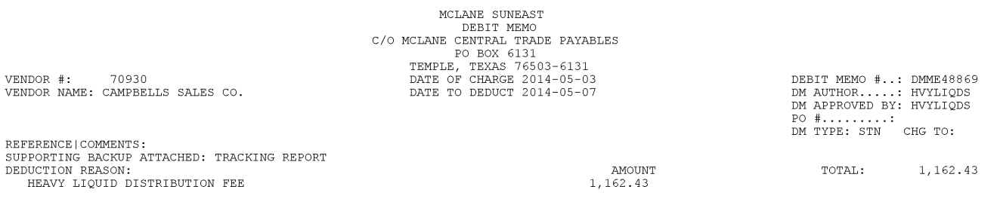 MCLANE SUNEAST
DEBIT MEMO
C/O MCLANE CENTRAL TRADE PAYABLES
PO BOX 6131
TEMPLE, TEXAS 76503-6131
VENDOR #: 70930 DATE OF CHARGE 2014-05-03 DEBIT MEMO #..: DMME48869
VENDOR NAME: CAMPBELLS SALES CO. DATE TO DEDUCT 2014-05-07 DM AUTHOR.....: HVYLIQDS
DM APPROVED BY: HVYLIQDS
PO #.........:
DM TYPE: STN CHG TO:
REFERENCE|COMMENTS:
SUPPORTING BACKUP ATTACHED: TRACKING REPORT
DEDUCTION REASON: AMOUNT TOTAL: 1,162.43
HEAVY LIQUID DISTRIBUTION FEE 1,162.43